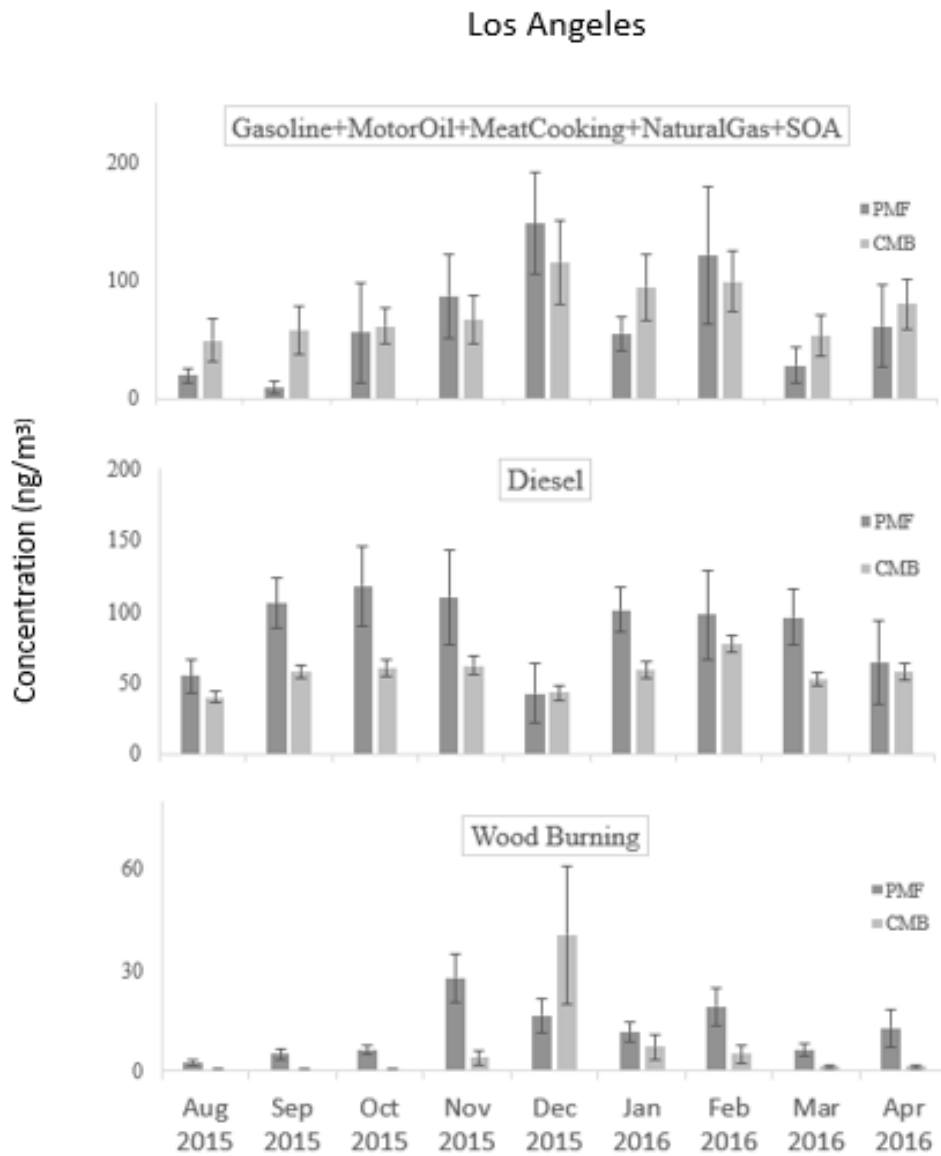 Los Angeles
Gasoline+MotorOil+MeatCooking+NaturalGas+SOA
200
100
0
PMF
CMB
Concentration (ng/m³)
Diesel
200
150
100
50
0
PMF
CMB
Wood Burning
60
30
0
PMF
CMB
Aug Sep Oct Nov Dec Jan Feb Mar Apr
2015 2015 2015 2015 2015 2016 2016 2016 2016